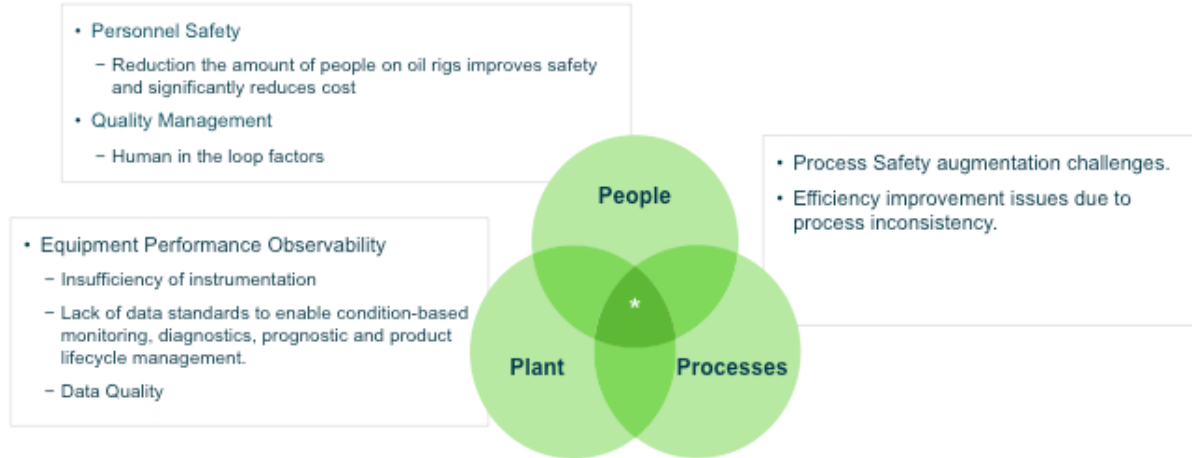 • Personnel Safety
– Reduction the amount of people on oil rigs improves safety
and significantly reduces cost
• Quality Management
– Human in the loop factors
• Process Safety augmentation challenges.
• Efficiency improvement issues due to
process inconsistency.
• Equipment Performance Observability
– Insufficiency of instrumentation
– Lack of data standards to enable condition-based
monitoring, diagnostics, prognostic and product
lifecycle management.
– Data Quality
People
*
Plant
Processes